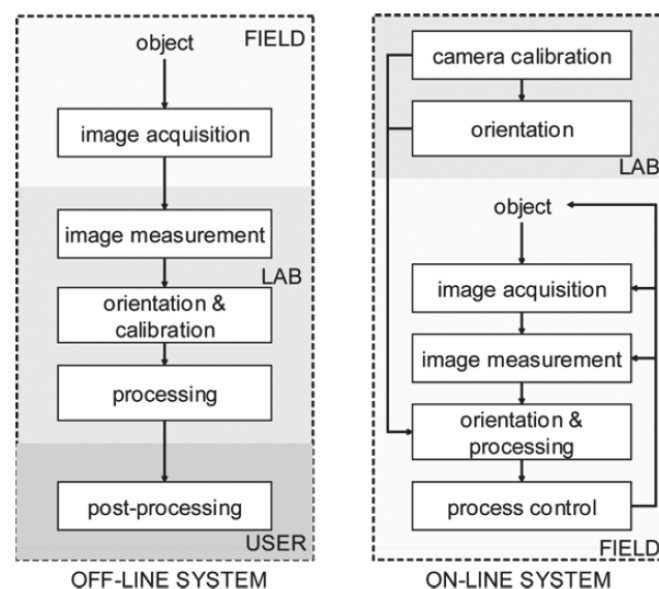 object
FIELD
image acquisition
image measurement
LAB
orientation &
calibration
processing
post-processing
USER
OFF-LINE SYSTEM
camera calibration
orientation
LAB
object
image acquisition
image measurement
orientation &
processing
process control
FIELD
ON-LINE SYSTEM